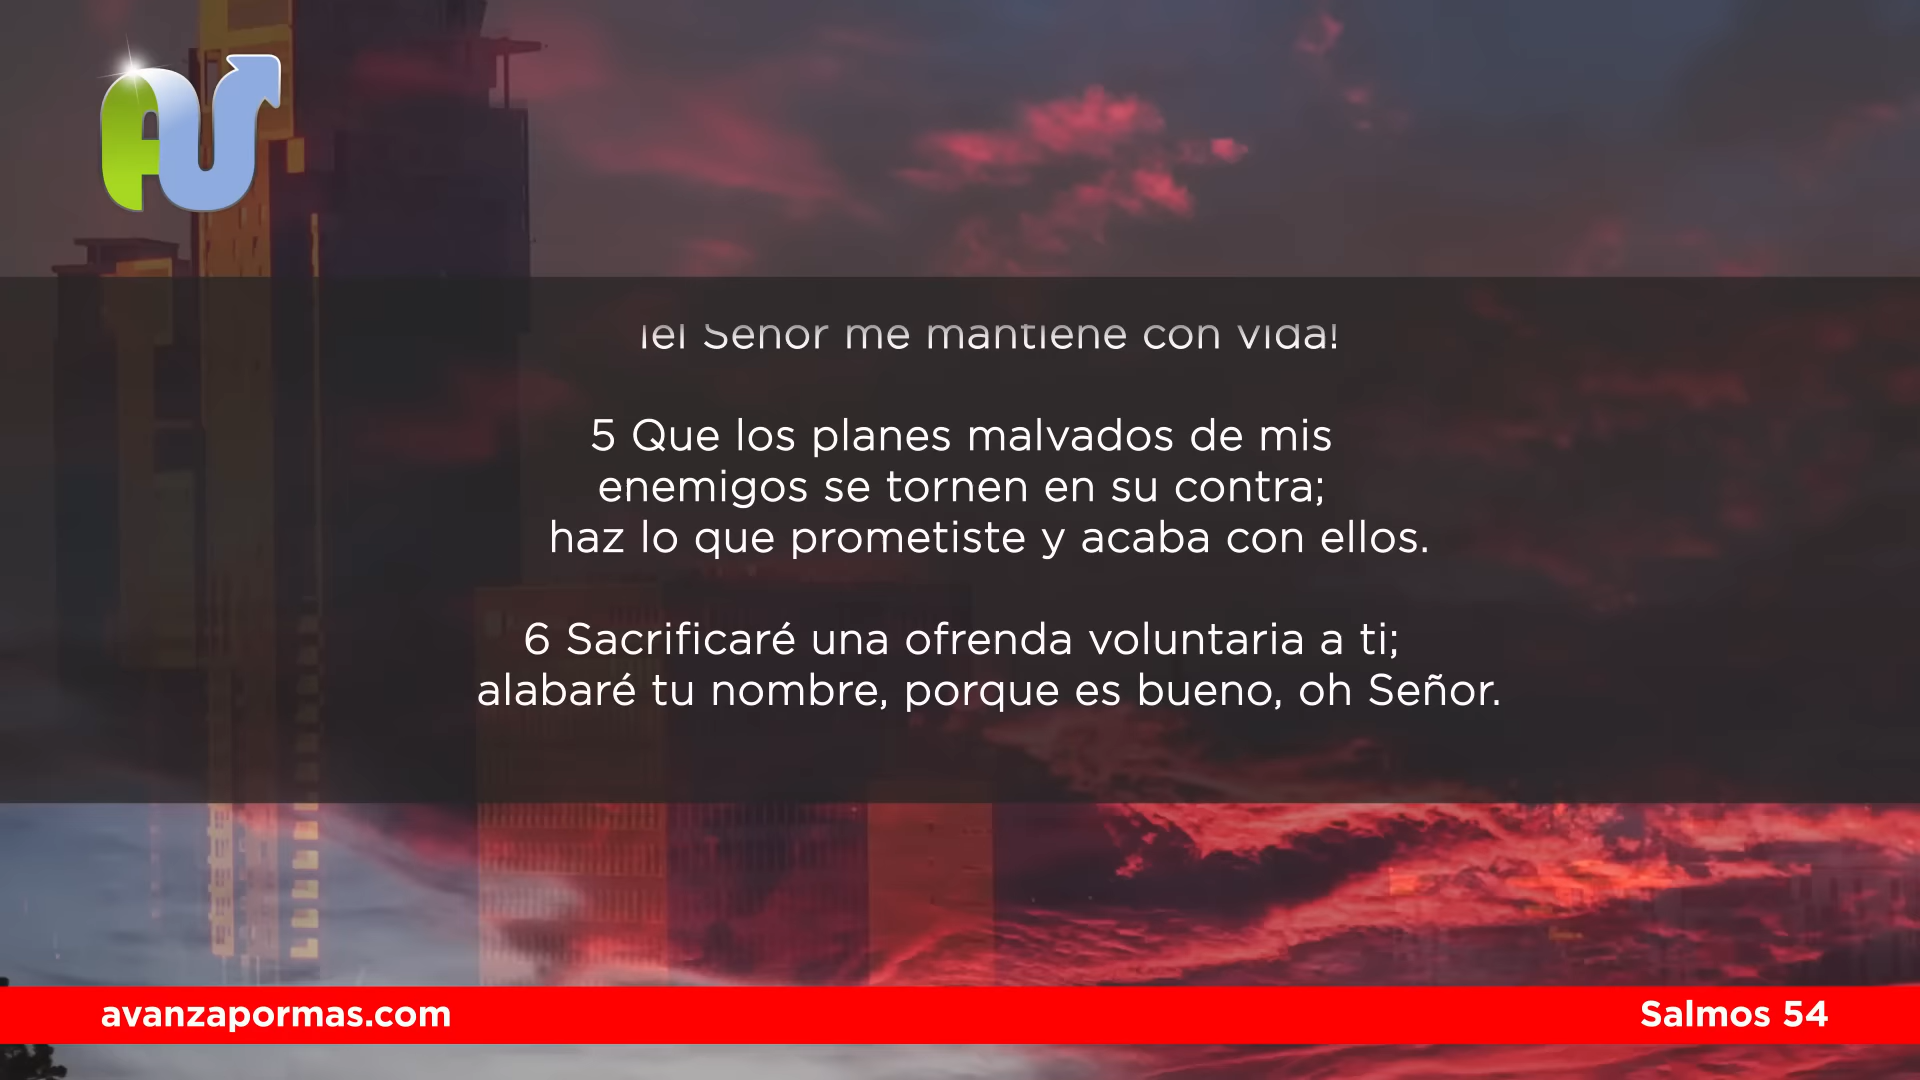 ¡el Señor me mantiene con vida!
5 Que los planes malvados de mis
enemigos se tornen en su contra;
haz lo que prometiste y acaba con ellos.
6 Sacrificaré una ofrenda voluntaria a ti;
alabaré tu nombre, porque es bueno, oh Señor.
avanzapormas.com
Salmos 54